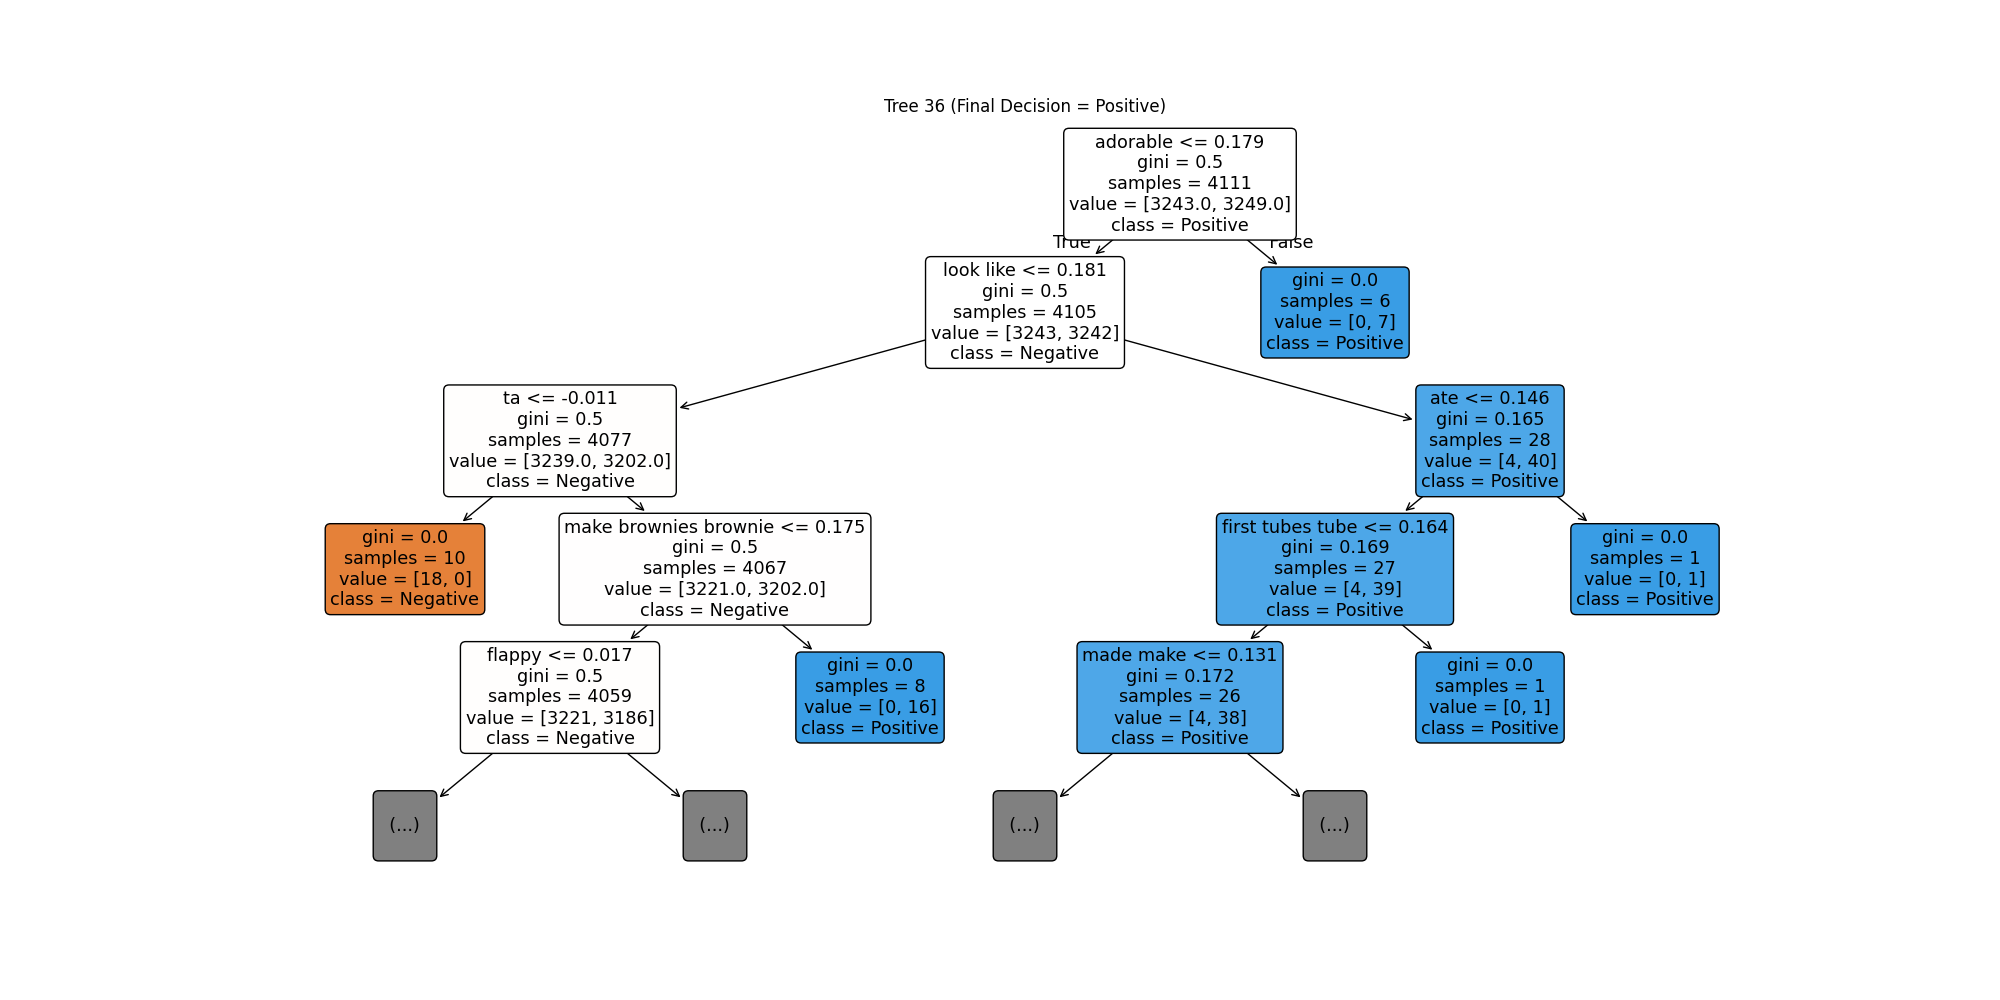 Tree 36 (Final Decision = Positive)
adorable <= 0.179
gini = 0.5
samples = 4111
value = [3243.0, 3249.0]
class = Positive
True
False
look like <= 0.181
gini = 0.5
samples = 4105
value = [3243, 3242]
class = Negative
gini = 0.0
samples = 6
value = [0, 7]
class = Positive
ta <= -0.011
gini = 0.5
samples = 4077
value = [3239.0, 3202.0]
class = Negative
ate <= 0.146
gini = 0.165
samples = 28
value = [4, 40]
class = Positive
gini = 0.0
samples = 10
value = [18, 0]
class = Negative
make brownies brownie <= 0.175
gini = 0.5
samples = 4067
value = [3221.0, 3202.0]
class = Negative
first tubes tube <= 0.164
gini = 0.169
samples = 27
value = [4, 39]
class = Positive
gini = 0.0
samples = 1
value = [0, 1]
class = Positive
flappy <= 0.017
gini = 0.5
samples = 4059
value = [3221, 3186]
class = Negative
gini = 0.0
samples = 8
value = [0, 16]
class = Positive
made make <= 0.131
gini = 0.172
samples = 26
value = [4, 38]
class = Positive
gini = 0.0
samples = 1
value = [0, 1]
class = Positive
(...)
(...)
(...)
(...)